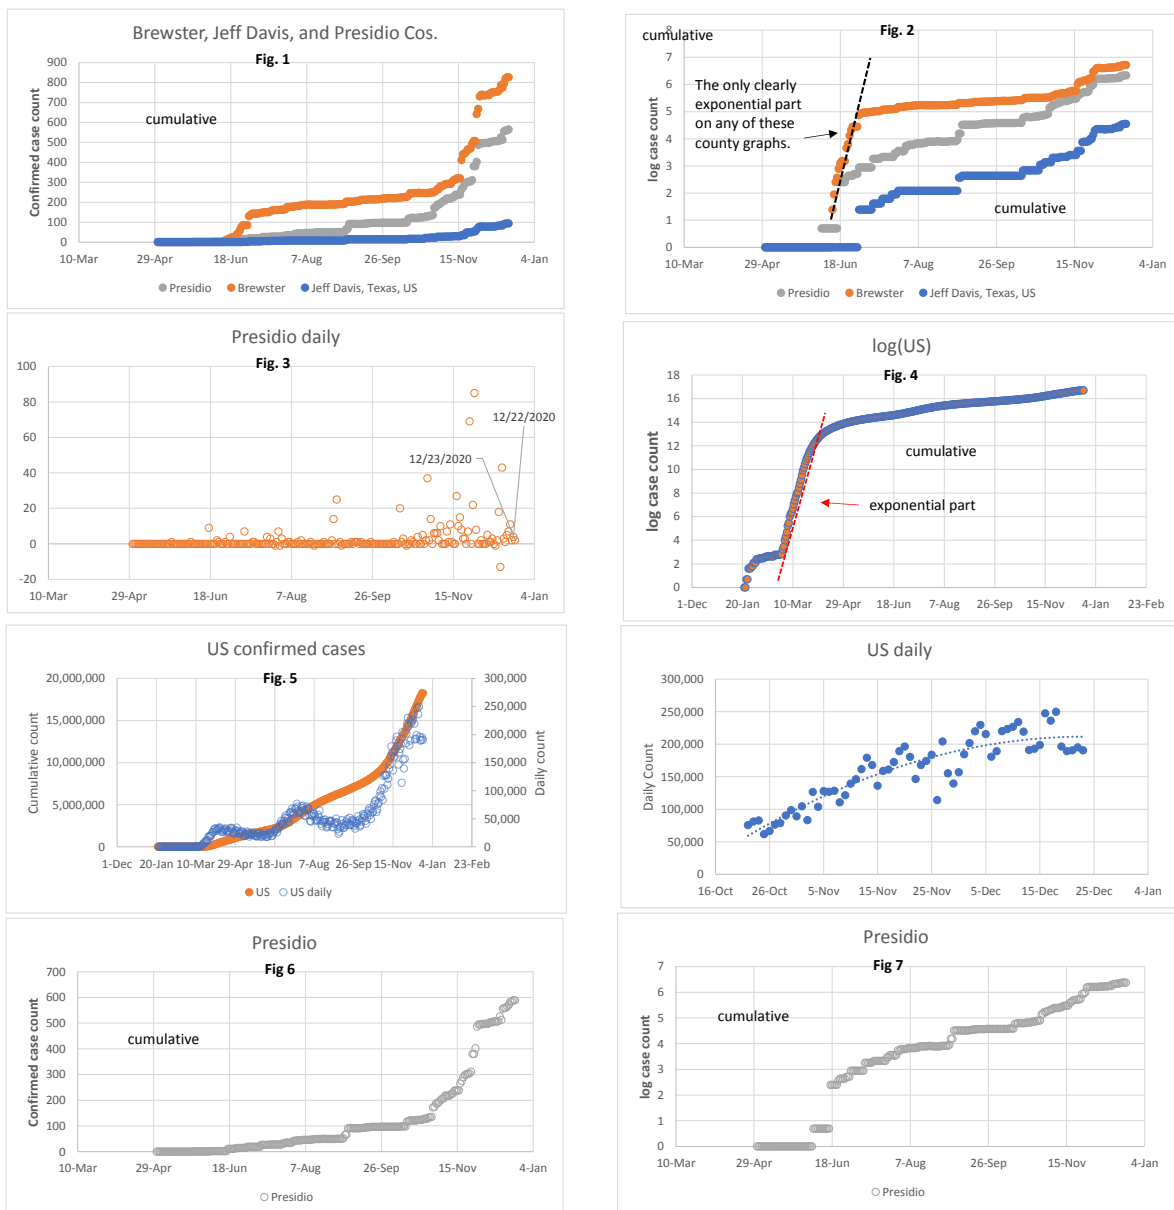 Brewster, Jeff Davis, and Presidio Cos.
Fig. 1
900
800
700
600
500
400
300
200
100
0
Confirmed case count
cumulative
10-Mar 29-Apr 18-Jun 7-Aug 26-Sep 15-Nov 4-Jan
Presidio Brewster Jeff Davis, Texas, US
cumulative
Fig. 2
8
7
6
5
4
3
2
1
0
log case count
The only clearly
exponential part
on any of these
county graphs.
cumulative
10-Mar 29-Apr 18-Jun 7-Aug 26-Sep 15-Nov 4-Jan
Presidio Brewster Jeff Davis, Texas, US
Presidio daily
Fig. 3
100
80
60
40
20
0
-20
12/22/2020
12/23/2020
10-Mar 29-Apr 18-Jun 7-Aug 26-Sep 15-Nov 4-Jan
log(US)
Fig. 4
18
16
14
12
10
8
6
4
2
0
log case count
cumulative
exponential part
1-Dec 20-Jan 10-Mar 29-Apr 18-Jun 7-Aug 26-Sep 15-Nov 4-Jan 23-Feb
US confirmed cases
Fig. 5
20,000,000
15,000,000
10,000,000
5,000,000
0
Cumulative count
300,000
250,000
200,000
150,000
100,000
50,000
0
Daily count
1-Dec 20-Jan 10-Mar 29-Apr 18-Jun 7-Aug 26-Sep 15-Nov 4-Jan 23-Feb
US US daily
US daily
300,000
250,000
200,000
150,000
100,000
50,000
0
Daily Count
16-Oct 26-Oct 5-Nov 15-Nov 25-Nov 5-Dec 15-Dec 25-Dec 4-Jan
Presidio
Fig 6
700
600
500
400
300
200
100
0
Confirmed case count
cumulative
10-Mar 29-Apr 18-Jun 7-Aug 26-Sep 15-Nov 4-Jan
Presidio
Presidio
Fig 7
7
6
5
4
3
2
1
0
log case count
cumulative
10-Mar 29-Apr 18-Jun 7-Aug 26-Sep 15-Nov 4-Jan
Presidio